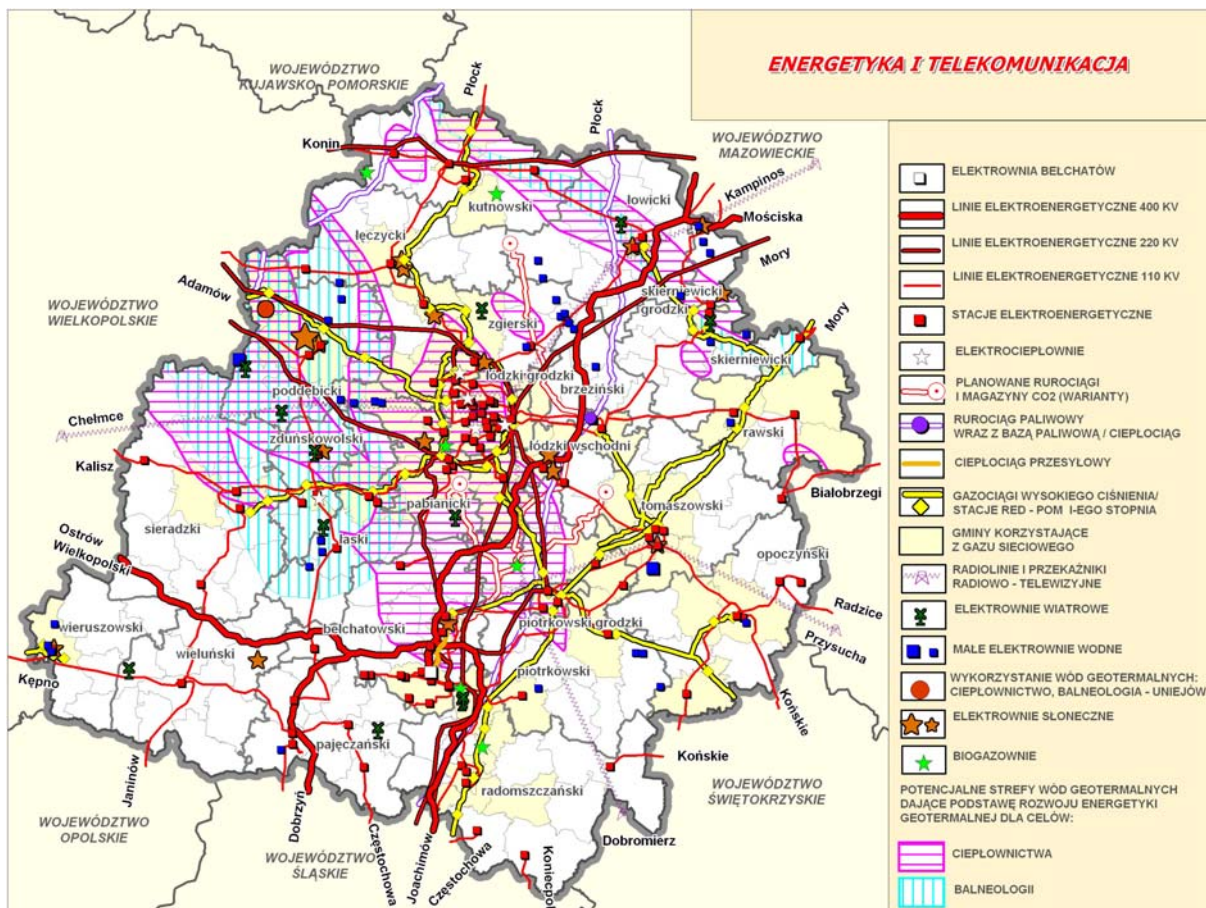 ENERGETYKA I TELEKOMUNIKACJA
WOJEWÓDZTWO
KUJAWSKO - POMORSKIE
Płock
Płock
WOJEWÓDZTWO
MAZOWIECKIE
Konin
Kampinos
łowicki
kutnowski
Mościska
łęczycki
Mory
Adamów
skierniewicki
grodzki
WOJEWÓDZTWO
WIELKOPOLSKIE
zgierski
Mory
skierniewicki
łódzki grodzki
poddębicki
brzeziński
Chełmce
rawski
zduńskowolski
łódzki wschodni
Kalisz
Białobrzegi
pabianicki
tomaszowski
sieradzki
Ostrów
Wielkopolski
łaski
opoczyński
Radzice
wieruszowski
bełchatowski
piotrkowski grodzki
Przysucha
wieluński
piotrkowski
Kępno
Końskie
pajęczański
Końskie
Janinów
radomszczański
WOJEWÓDZTWO
ŚWIĘTOKRZYSKIE
Dobrzyń
WOJEWÓDZTWO
OPOLSKIE
Dobromierz
WOJEWÓDZTWO
ŚLĄSKIE
Częstochowa
Joachimów
Częstochowa
Koniecpol
ELEKTROWNIA BEŁCHATÓW
LINIE ELEKTROENERGETYCZNE 400 KV
LINIE ELEKTROENERGETYCZNE 220 KV
LINIE ELEKTROENERGETYCZNE 110 KV
STACJE ELEKTROENERGETYCZNE
ELEKTROCIEPŁOWNIE
PLANOWANE RUROCIĄGI
I MAGAZYNY CO2 (WARIANTY)
RUROCIĄG PALIWOWY
WRAZ Z BAZĄ PALIWOWĄ / CIEPŁOCIĄG
CIEPŁOCIĄG PRZESYŁOWY
GAZOCIĄGI WYSOKIEGO CIŚNIENIA/
STACJE RED - POM I-EGO STOPNIA
GMINY KORZYSTAJĄCE
Z GAZU SIECIOWEGO
RADIOLINIE I PRZEKAŹNIKI
RADIOWO - TELEWIZYJNE
ELEKTROWNIE WIATROWE
MAŁE ELEKTROWNIE WODNE
WYKORZYSTANIE WÓD GEOTERMALNYCH:
CIEPŁOWNICTWO, BALNEOLOGIA - UNIEJÓW
ELEKTROWNIE SŁONECZNE
BIOGAZOWNIE
POTENCJALNE STREFY WÓD GEOTERMALNYCH
DAJĄCE PODSTAWĘ ROZWOJU ENERGETYKI
GEOTERMALNEJ DLA CELÓW:
CIEPŁOWNICTWA
BALNEOLOGII